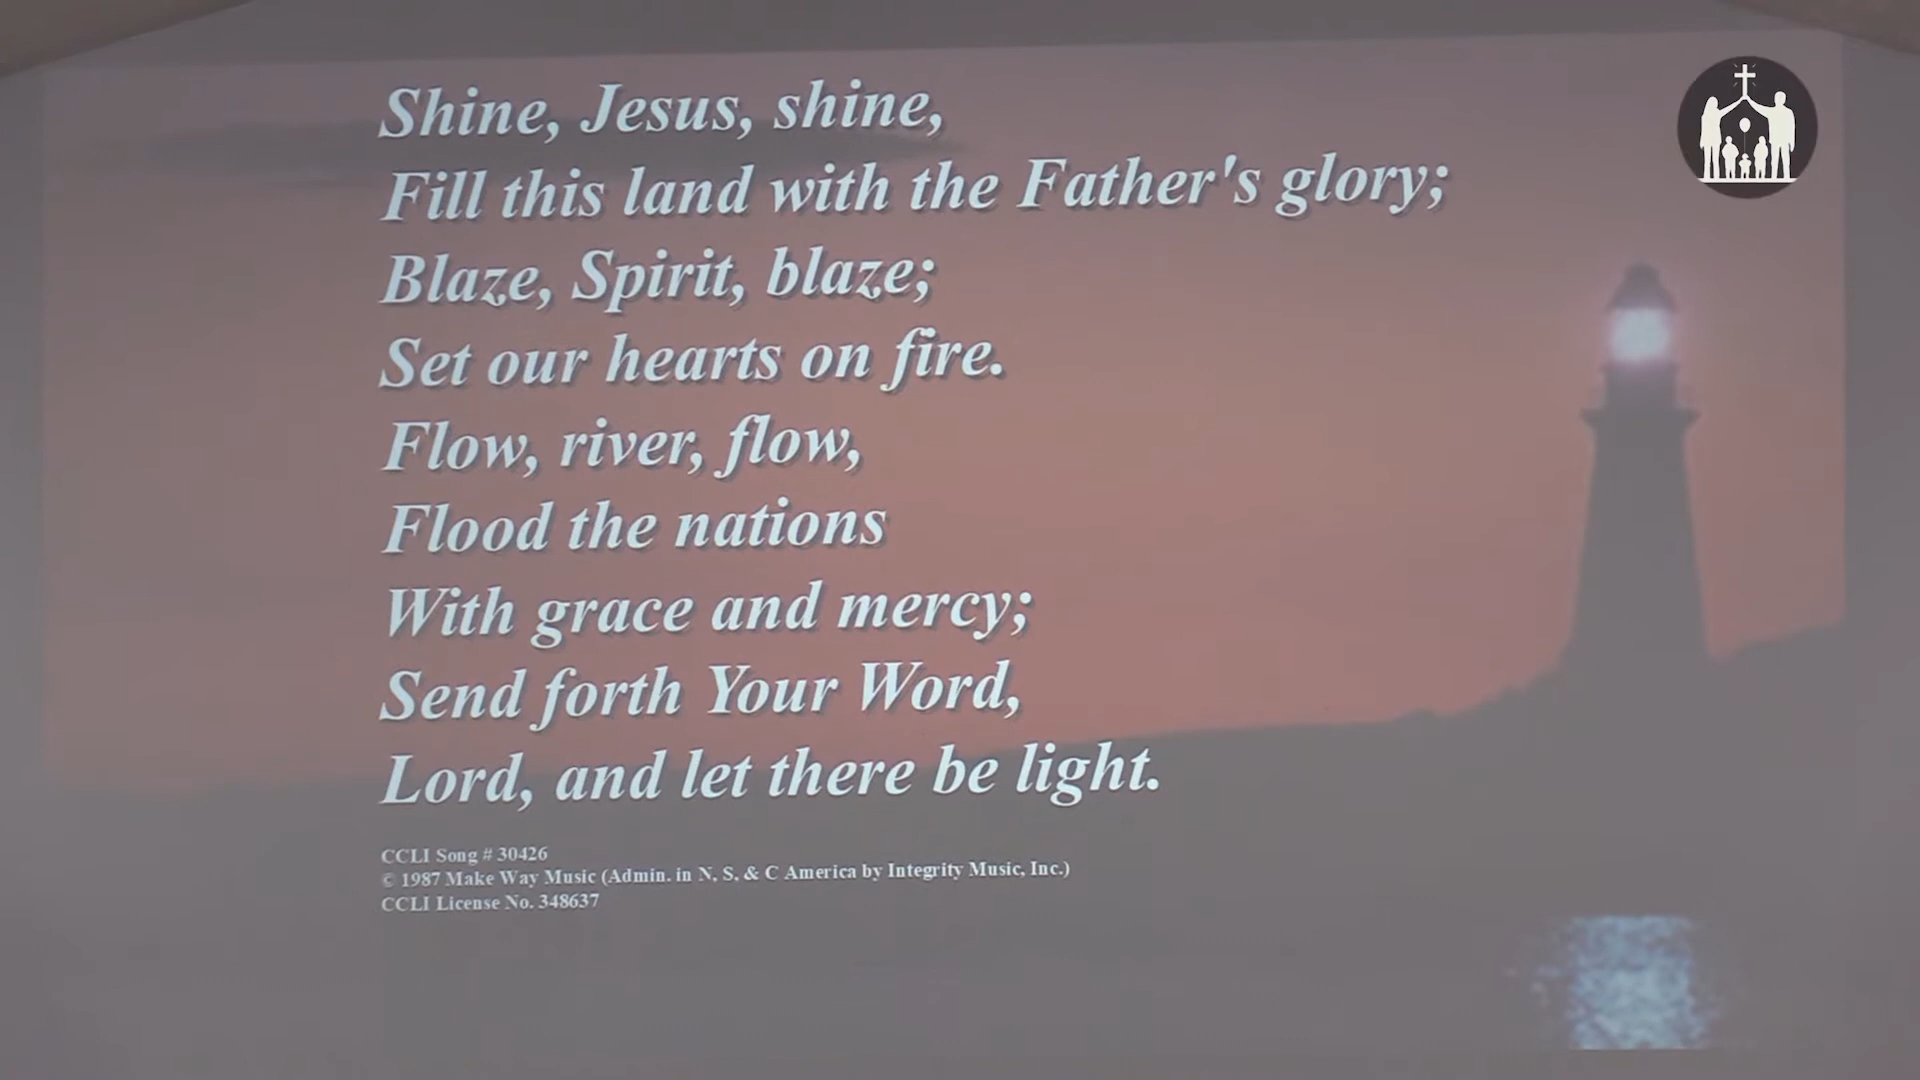 Shine, Jesus, shine,
Fill this land with the Father's glory;
Blaze, Spirit, blaze;
Set our hearts on fire.
Flow, river, flow,
Flood the nations
With grace and mercy;
Send forth Your Word,
Lord, and let there be light.
CCLI Song # 30426
© 1987 Make Way Music (Admin. in N, S, & C America by Integrity Music, Inc.)
CCLI License No. 348637